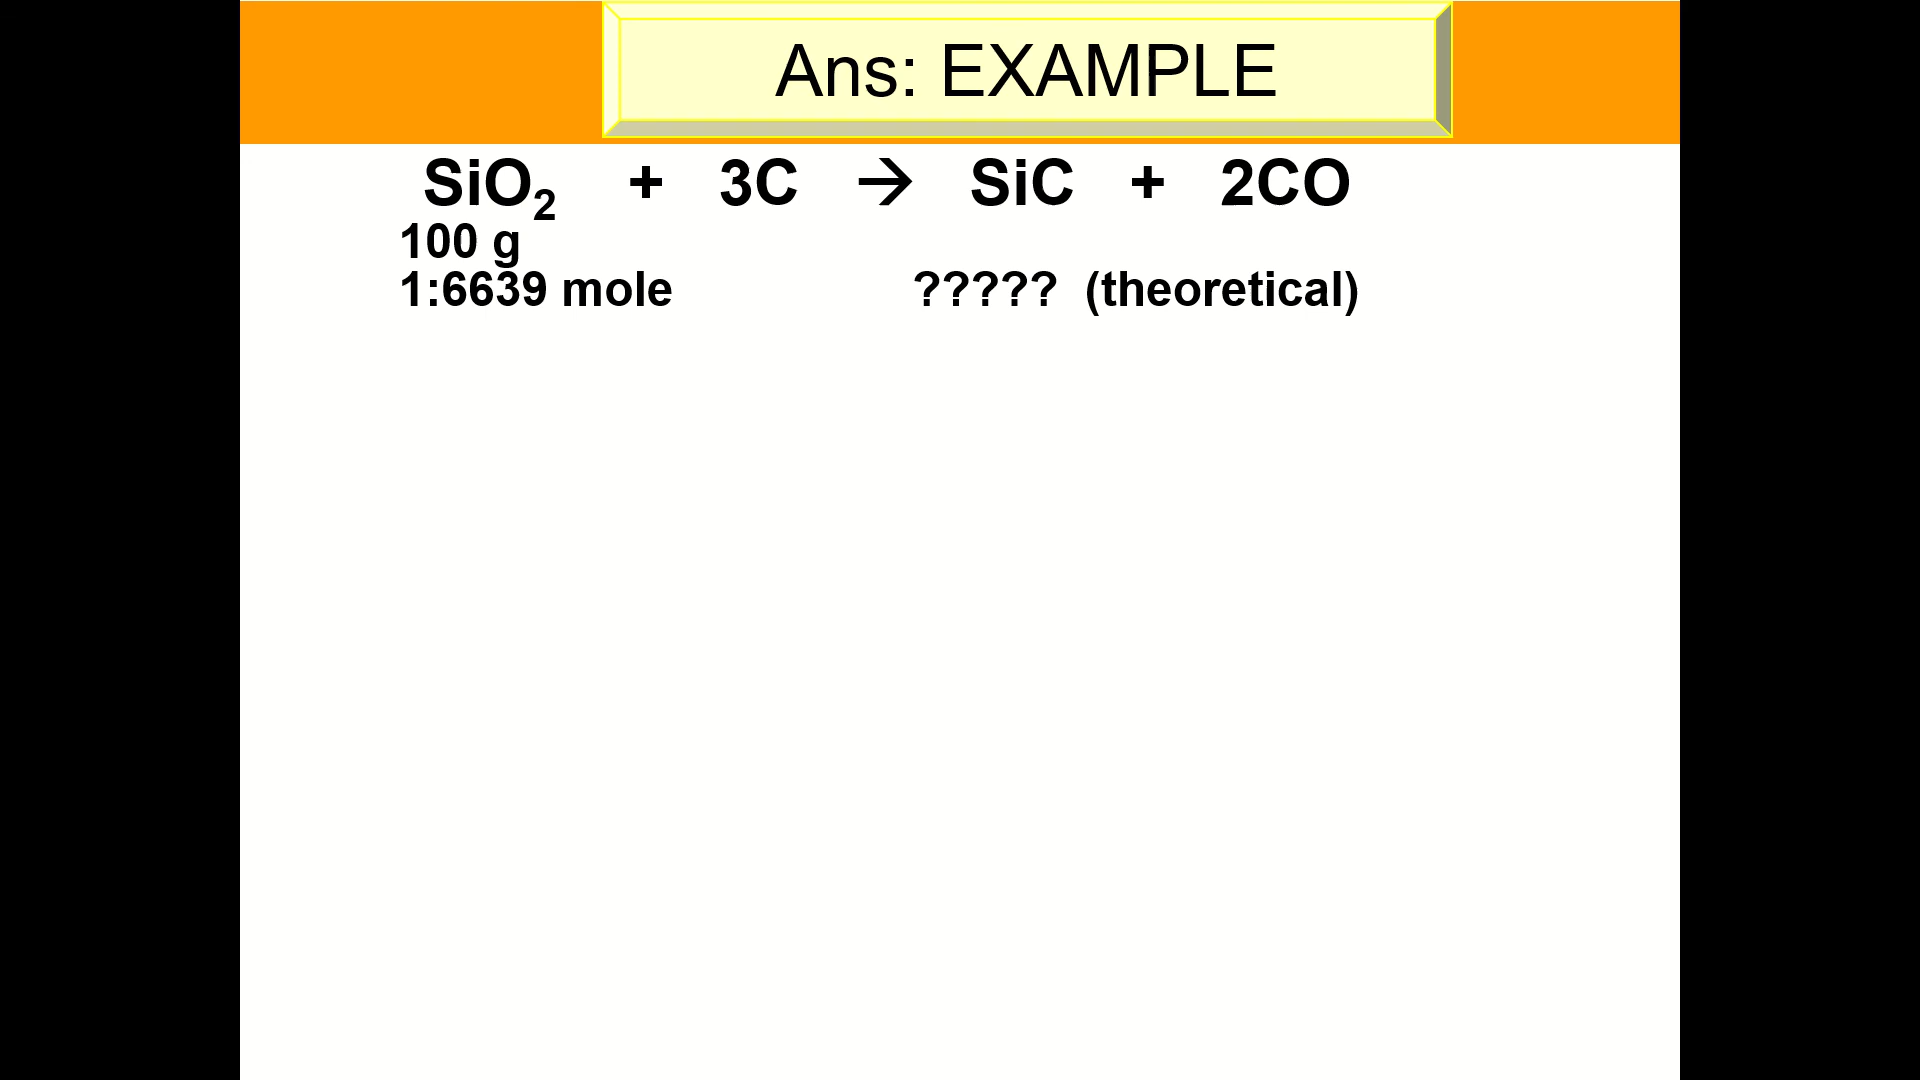 Ans: EXAMPLE
SiO₂ + 3C → SiC + 2CO
100 g
1:6639 mole ????? (theoretical)